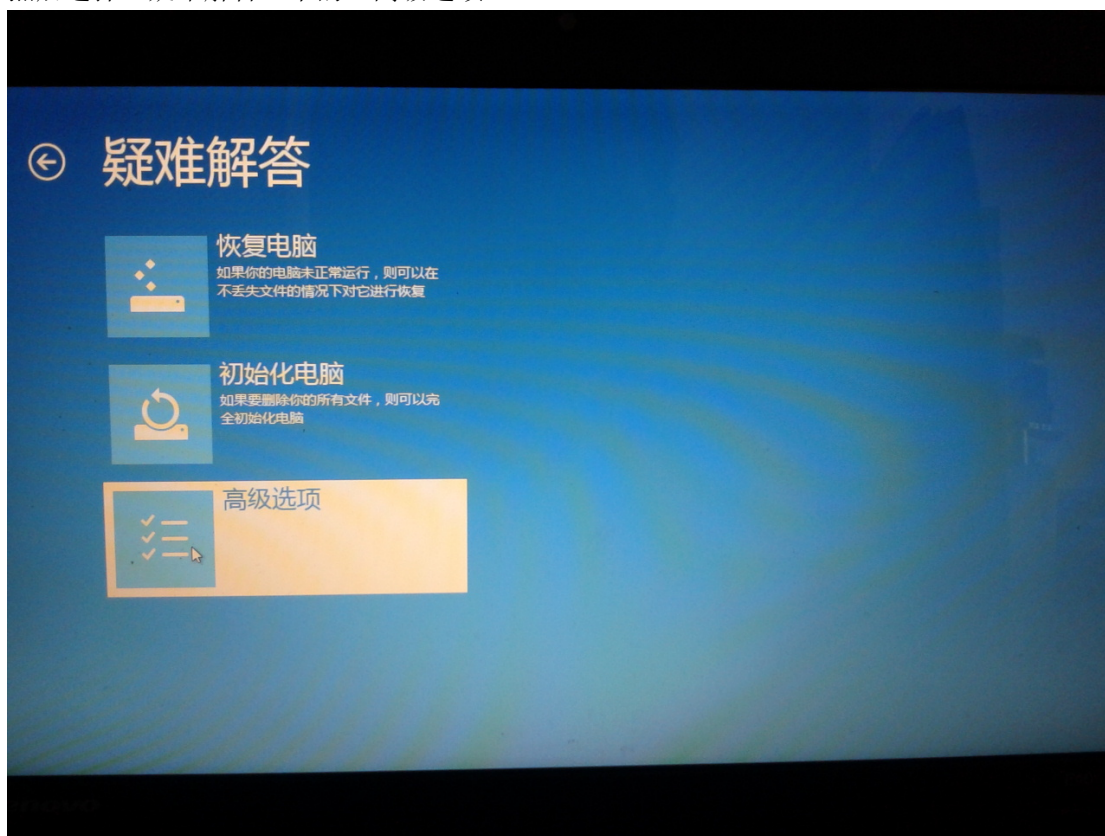 疑难解答
恢复电脑
如果你的电脑未正常运行，则可以在
不丢失文件的情况下对它进行恢复
初始化电脑
如果要删除你的所有文件，则可以完
全初始化电脑
高级选项